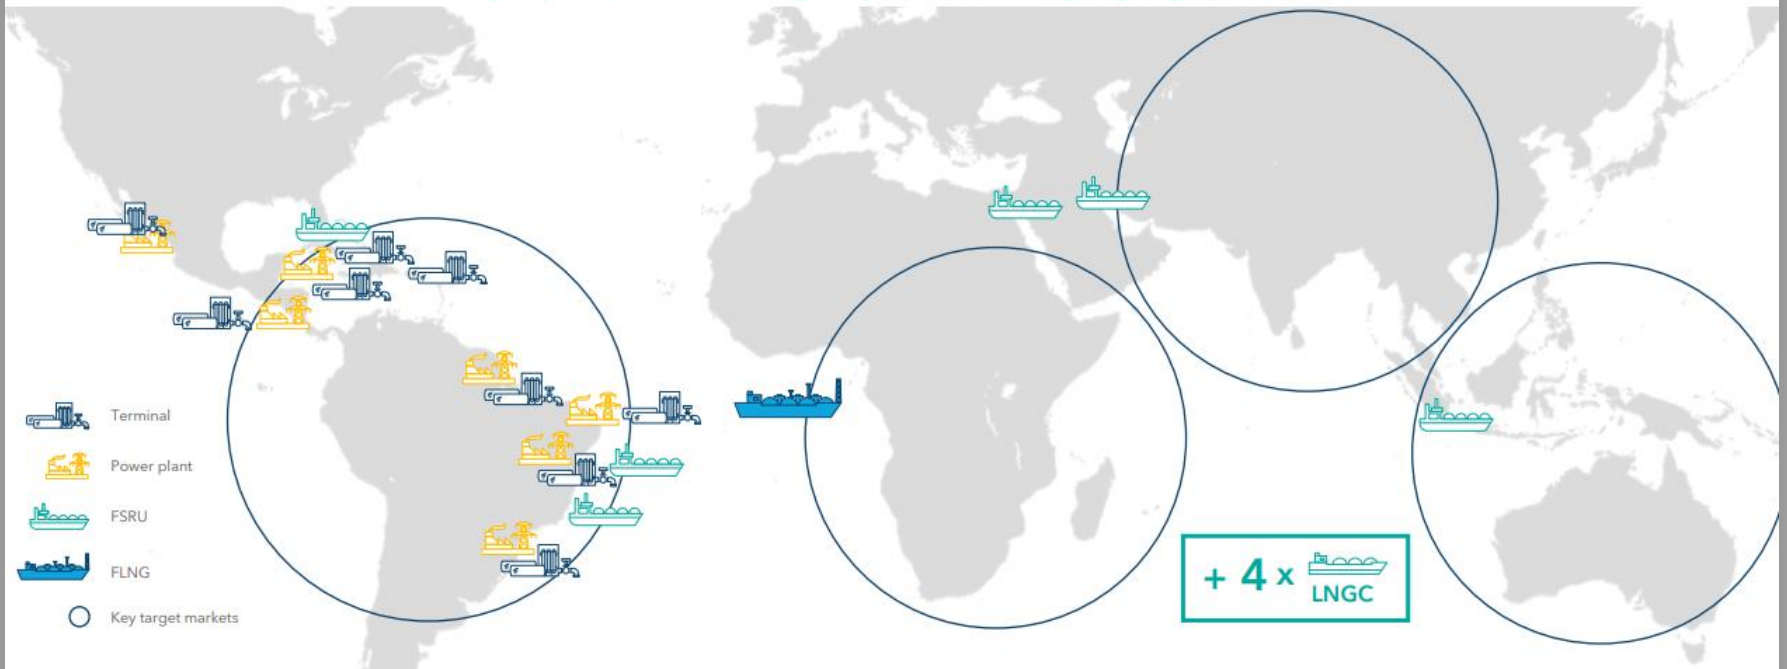 Terminal
Power plant
FSRU
FLNG
Key target markets
+ 4 x
LNGC